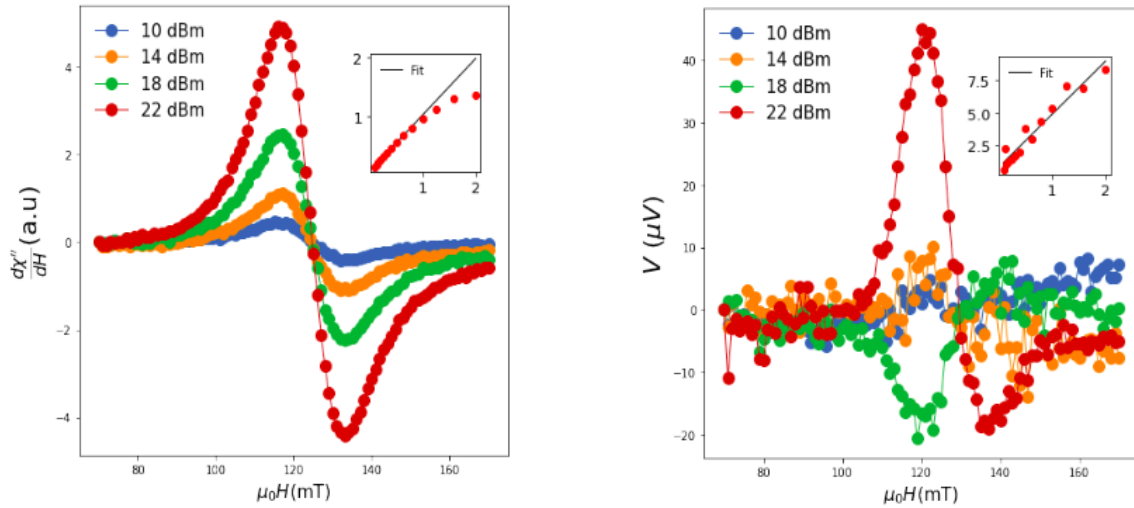 10 dBm
14 dBm
18 dBm
22 dBm
Fit
2
1
1 2
4
2
0
−2
−4
dχ''/dH (a.u)
80 100 120 140 160
μ₀H(mT)
10 dBm
14 dBm
18 dBm
22 dBm
Fit
7.5
5.0
2.5
1 2
40
30
20
10
0
−10
−20
V (μV)
80 100 120 140 160
μ₀H(mT)